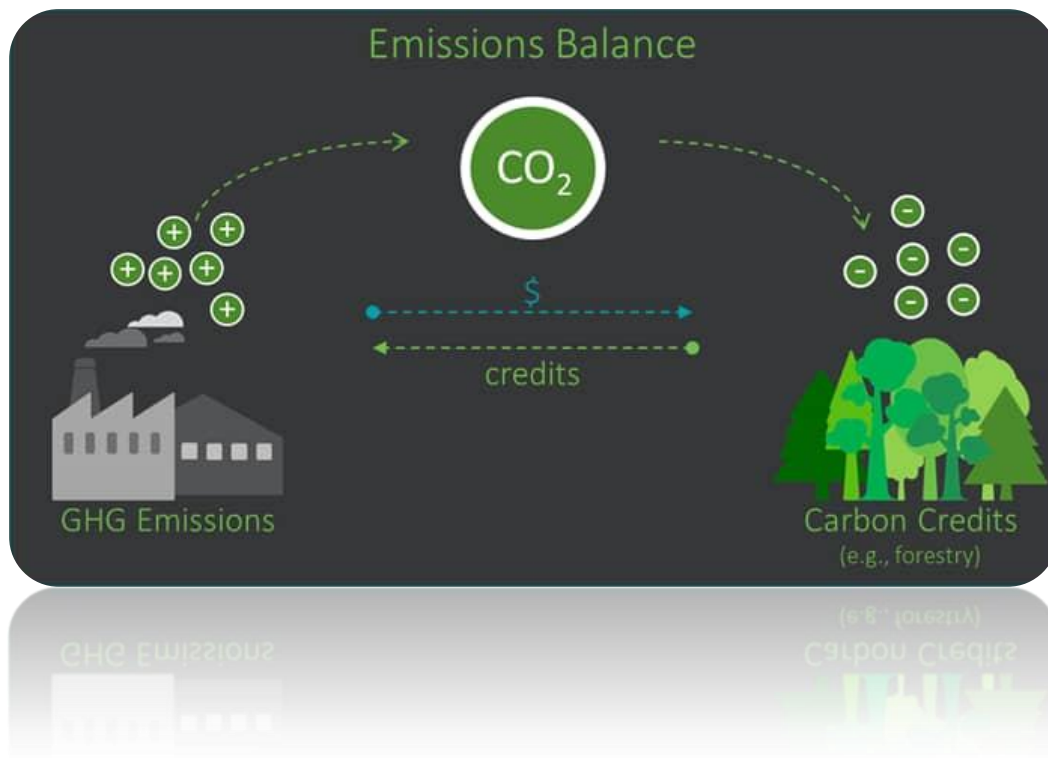 Emissions Balance
CO₂
$
credits
GHG Emissions
Carbon Credits
(e.g., forestry)